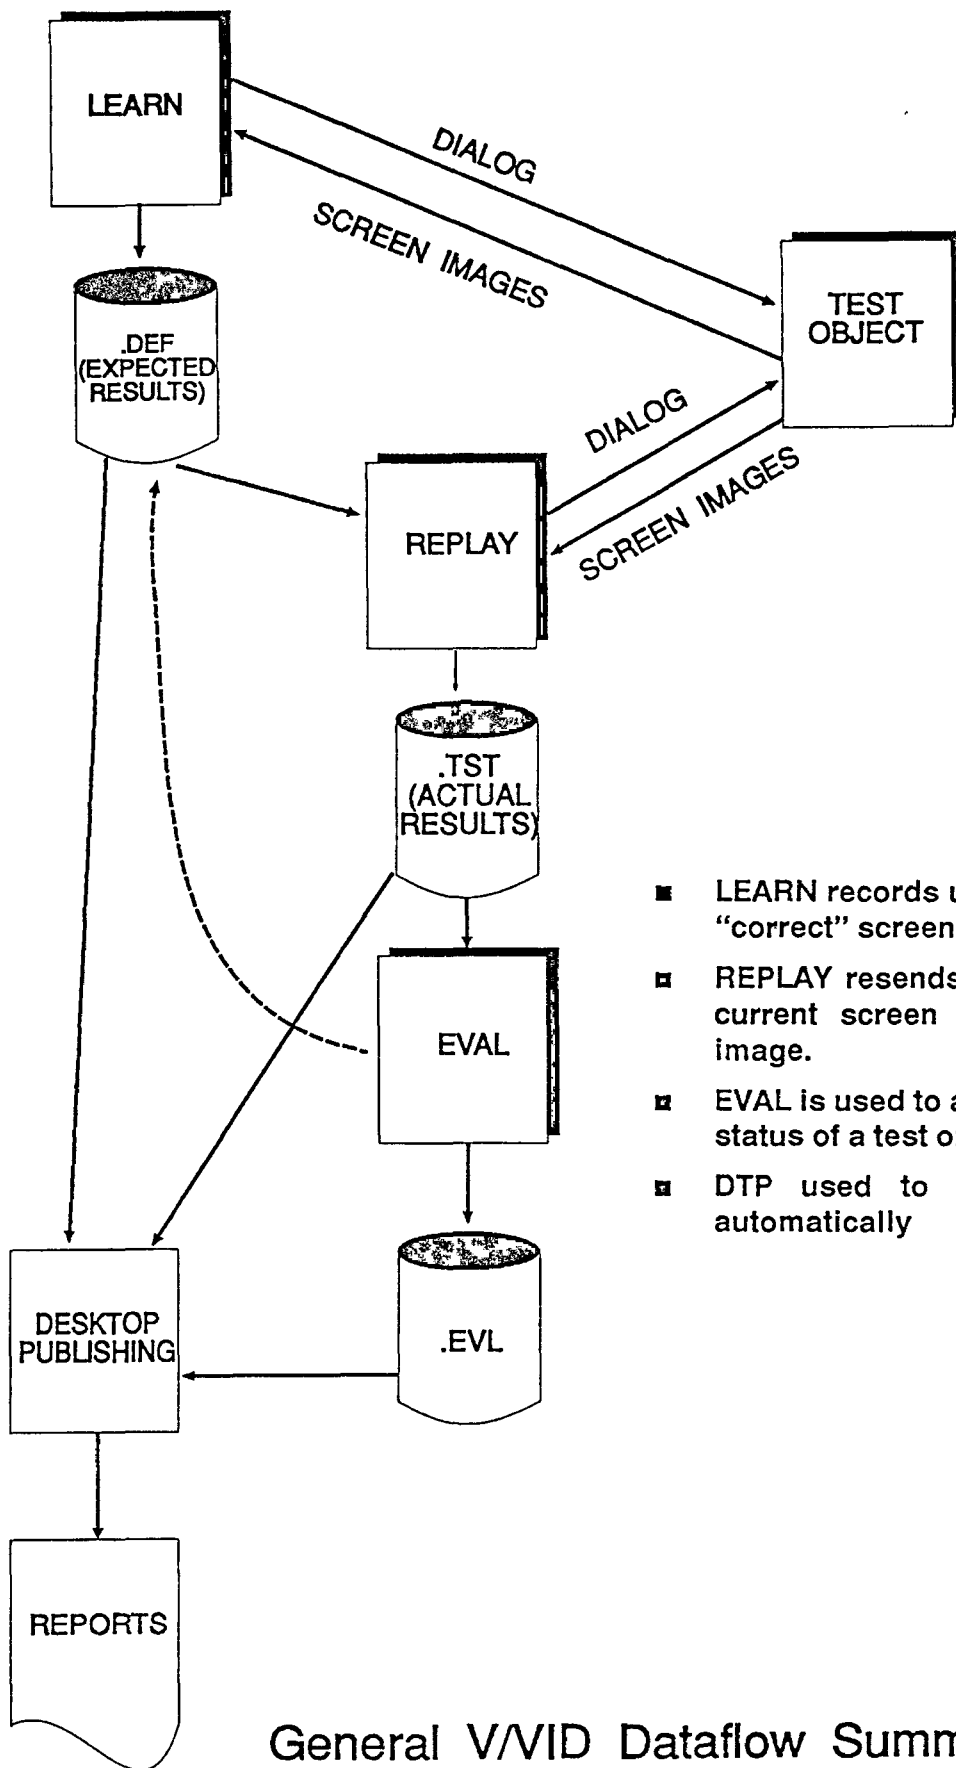 LEARN
DIALOG
SCREEN IMAGES
TEST
OBJECT
.DEF
(EXPECTED
RESULTS)
DIALOG
SCREEN IMAGES
REPLAY
.TST
(ACTUAL
RESULTS)
LEARN records
“correct” screen
REPLAY resends
current screen
image.
EVAL is used to
status of a test
DTP used to
automatically
EVAL
DESKTOP
PUBLISHING
.EVL
REPORTS
General V/VID Dataflow